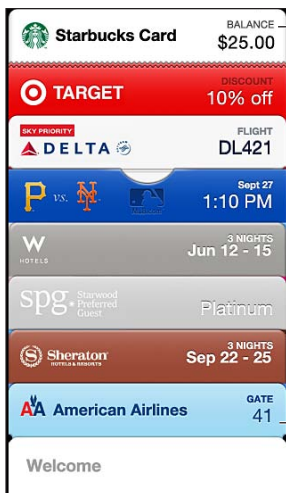 Starbucks Card
BALANCE
$25.00
TARGET
DISCOUNT
10% off
SKY PRIORITY
DELTA
FLIGHT
DL421
P vs. NY
Sept 27
1:10 PM
W
HOTELS
3 NIGHTS
Jun 12 - 15
spg. Starwood
Preferred
Guest
Platinum
S Sheraton
HOTELS & RESORTS
3 NIGHTS
Sep 22 - 25
AA American Airlines
GATE
41
Welcome